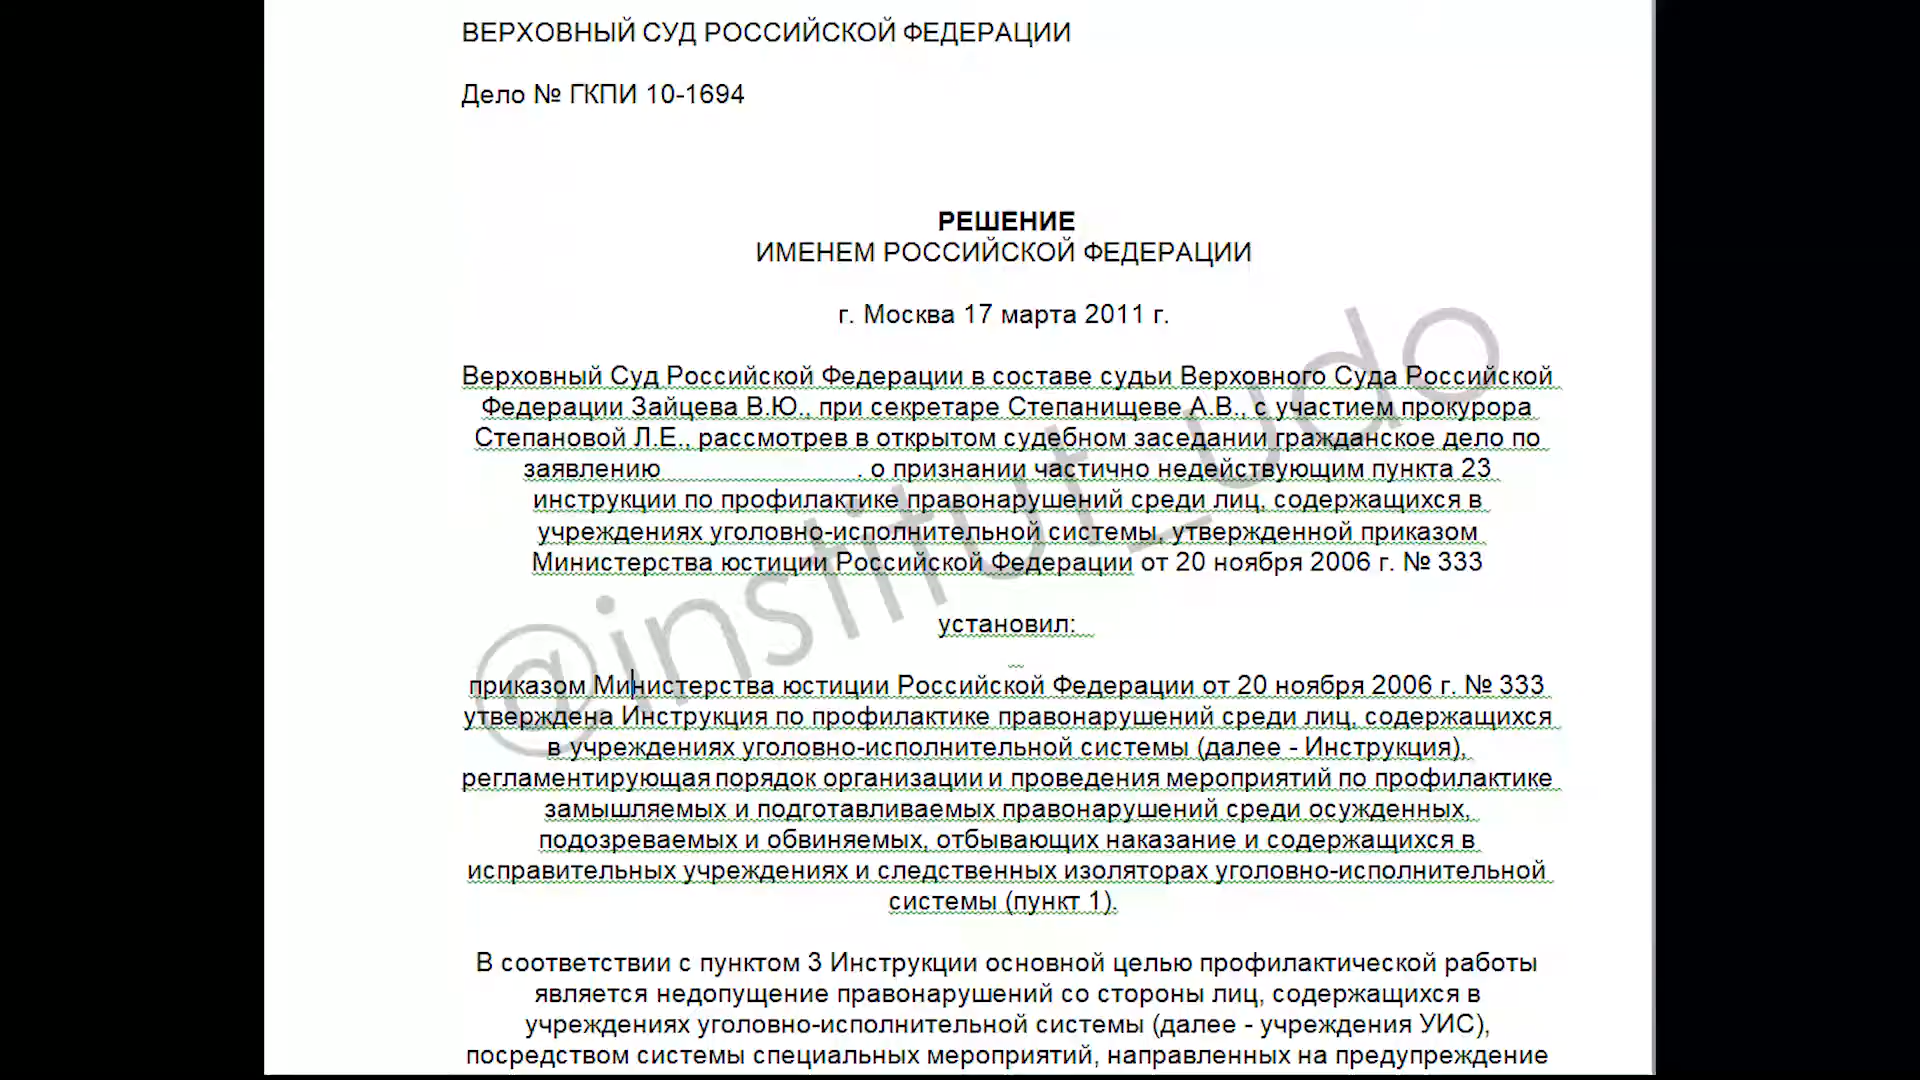 ВЕРХОВНЫЙ СУД РОССИЙСКОЙ ФЕДЕРАЦИИ
Дело № ГКПИ 10-1694
РЕШЕНИЕ
ИМЕНЕМ РОССИЙСКОЙ ФЕДЕРАЦИИ
г. Москва 17 марта 2011 г.
Верховный Суд Российской Федерации в составе судьи Верховного Суда Российской
Федерации Зайцева В.Ю., при секретаре Степанищеве А.В., с участием прокурора
Степановой Л.Е., рассмотрев в открытом судебном заседании гражданское дело по
заявлению . о признании частично недействующим пункта 23
инструкции по профилактике правонарушений среди лиц, содержащихся в
учреждениях уголовно-исполнительной системы, утвержденной приказом
Министерства юстиции Российской Федерации от 20 ноября 2006 г. № 333
установил:
приказом Министерства юстиции Российской Федерации от 20 ноября 2006 г. № 333
утверждена Инструкция по профилактике правонарушений среди лиц, содержащихся
в учреждениях уголовно-исполнительной системы (далее - Инструкция),
регламентирующая порядок организации и проведения мероприятий по профилактике
замышляемых и подготавливаемых правонарушений среди осужденных,
подозреваемых и обвиняемых, отбывающих наказание и содержащихся в
исправительных учреждениях и следственных изоляторах уголовно-исполнительной
системы (пункт 1).
В соответствии с пунктом 3 Инструкции основной целью профилактической работы
является недопущение правонарушений со стороны лиц, содержащихся в
учреждениях уголовно-исполнительной системы (далее - учреждения УИС),
посредством системы специальных мероприятий, направленных на предупреждение
@institut_udo